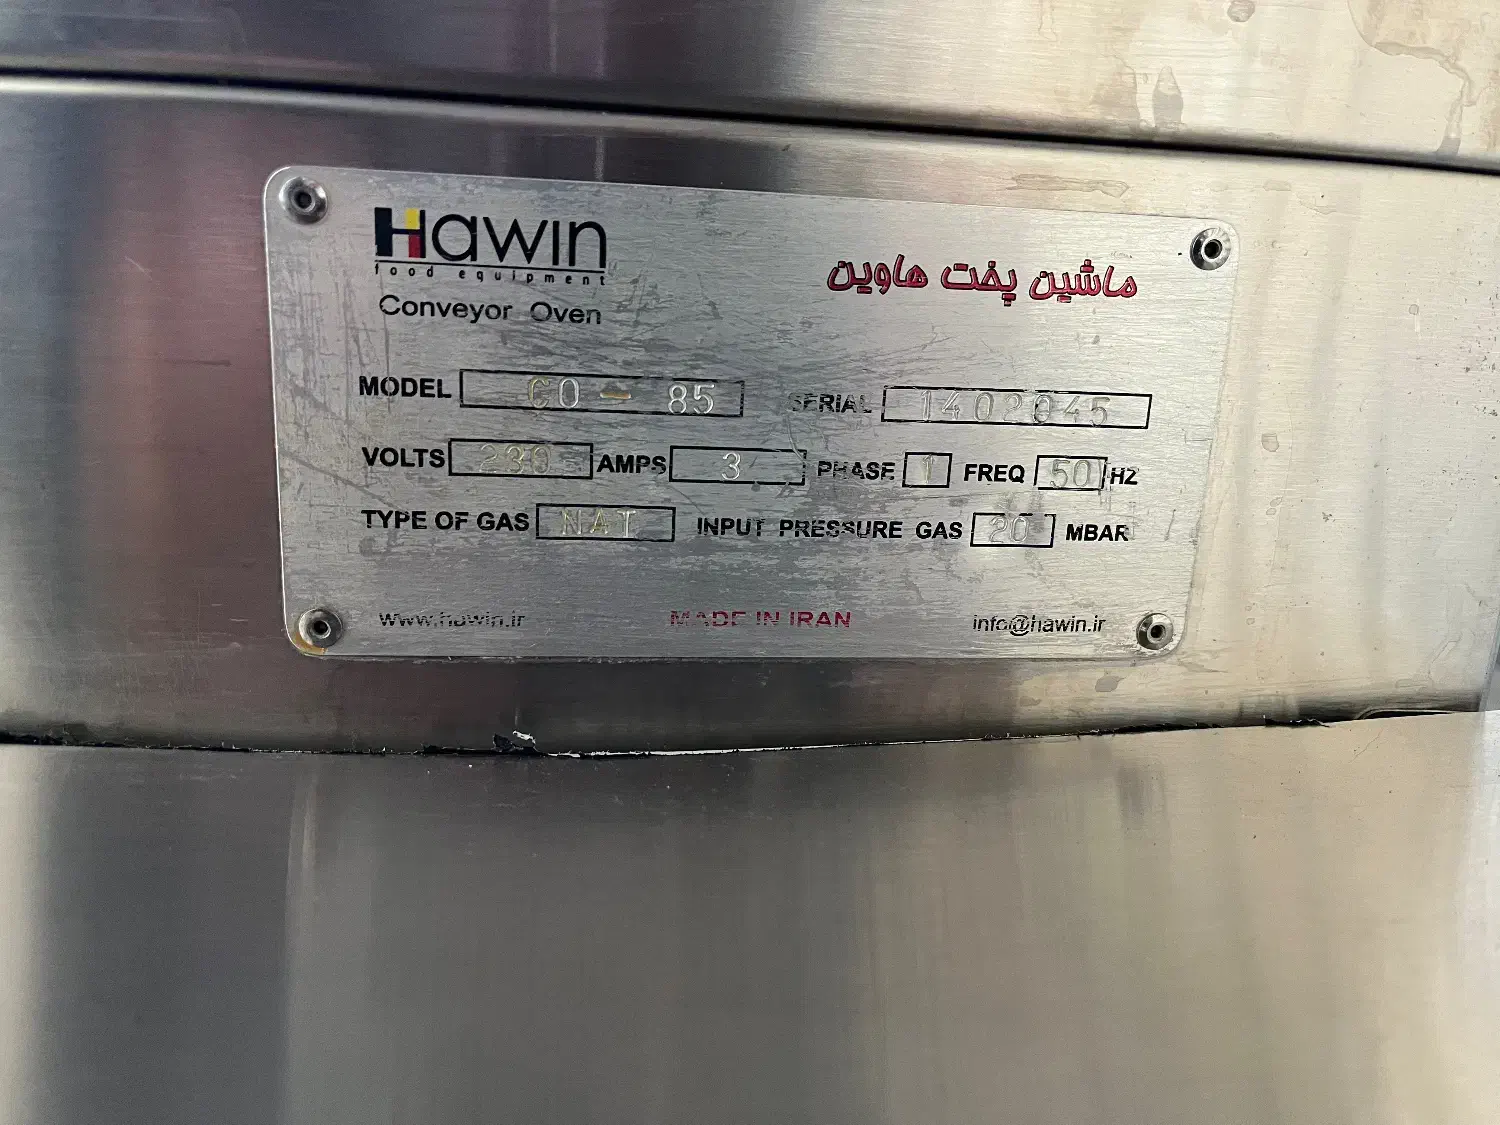 Hawin
food equipment
Conveyor Oven
ماشین پخت هاوین
MODEL CO - 85 SERIAL 1402045
VOLTS 230 AMPS 3 PHASE 1 FREQ 50 HZ
TYPE OF GAS NAT INPUT PRESSURE GAS 20 MBAR
www.hawin.ir MADE IN IRAN info@hawin.ir